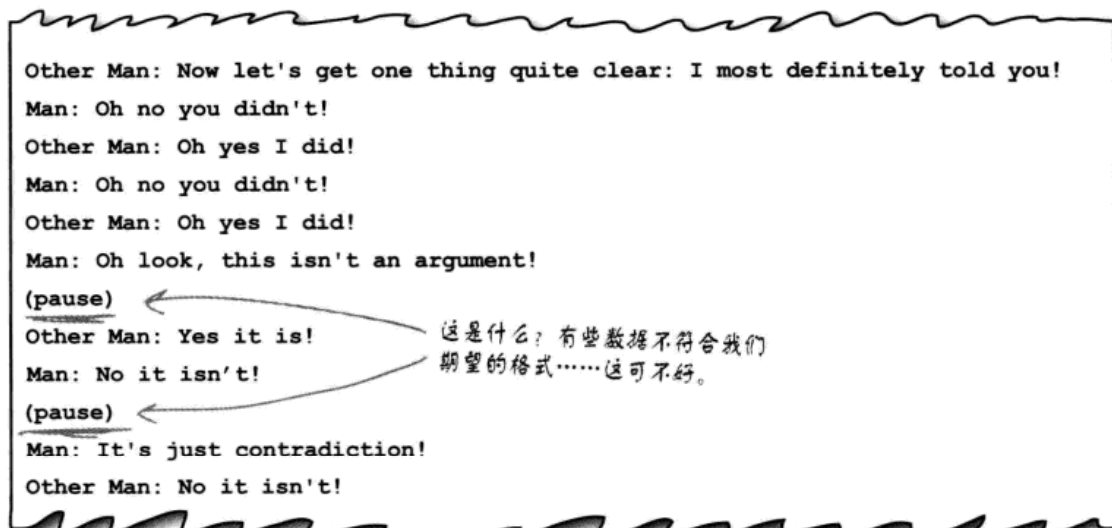 Other Man: Now let's get one thing quite clear: I most definitely told you!
Man: Oh no you didn't!
Other Man: Oh yes I did!
Man: Oh no you didn't!
Other Man: Oh yes I did!
Man: Oh look, this isn't an argument!
(pause)
Other Man: Yes it is!
Man: No it isn’t!
(pause)
Man: It's just contradiction!
Other Man: No it isn't!
这是什么？有些数据不符合我们
期望的格式……这可不好。